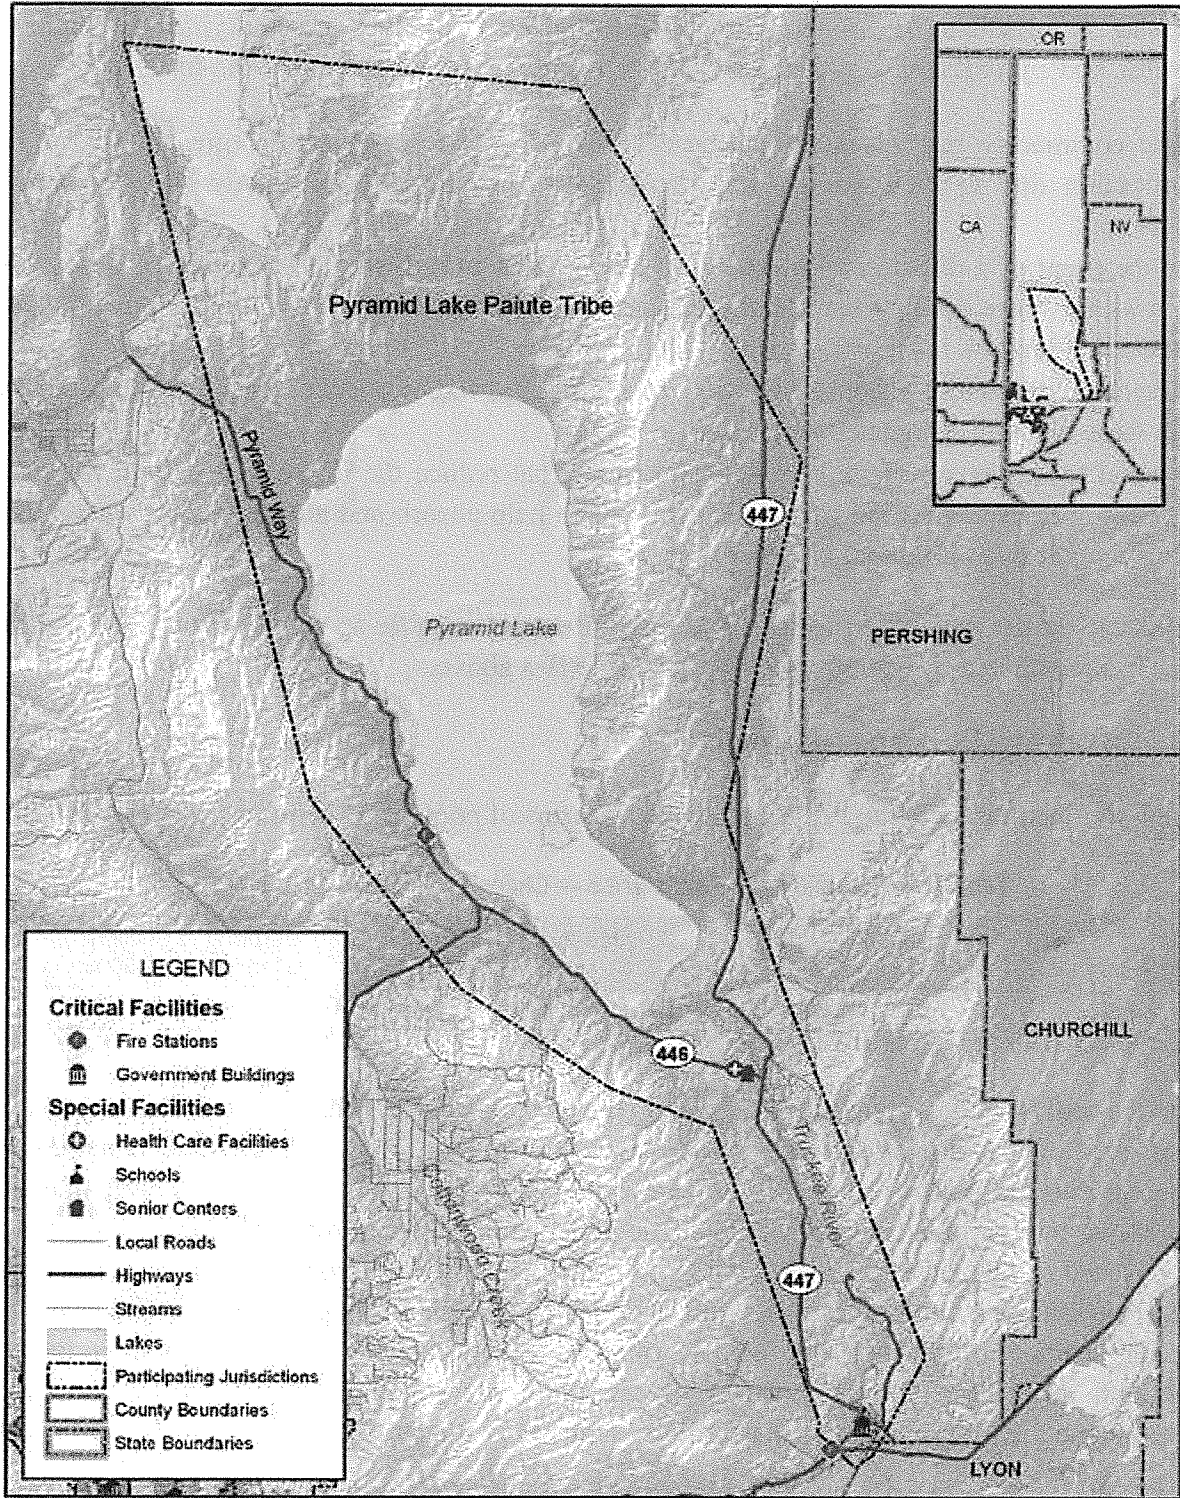 OR
CA
NV
Pyramid Lake Paiute Tribe
Pyramid Way
447
Pyramid Lake
PERSHING
CHURCHILL
446
Truckee River
Cottonwood Creek
447
LYON
LEGEND
Critical Facilities
Fire Stations
Government Buildings
Special Facilities
Health Care Facilities
Schools
Senior Centers
Local Roads
Highways
Streams
Lakes
Participating Jurisdictions
County Boundaries
State Boundaries